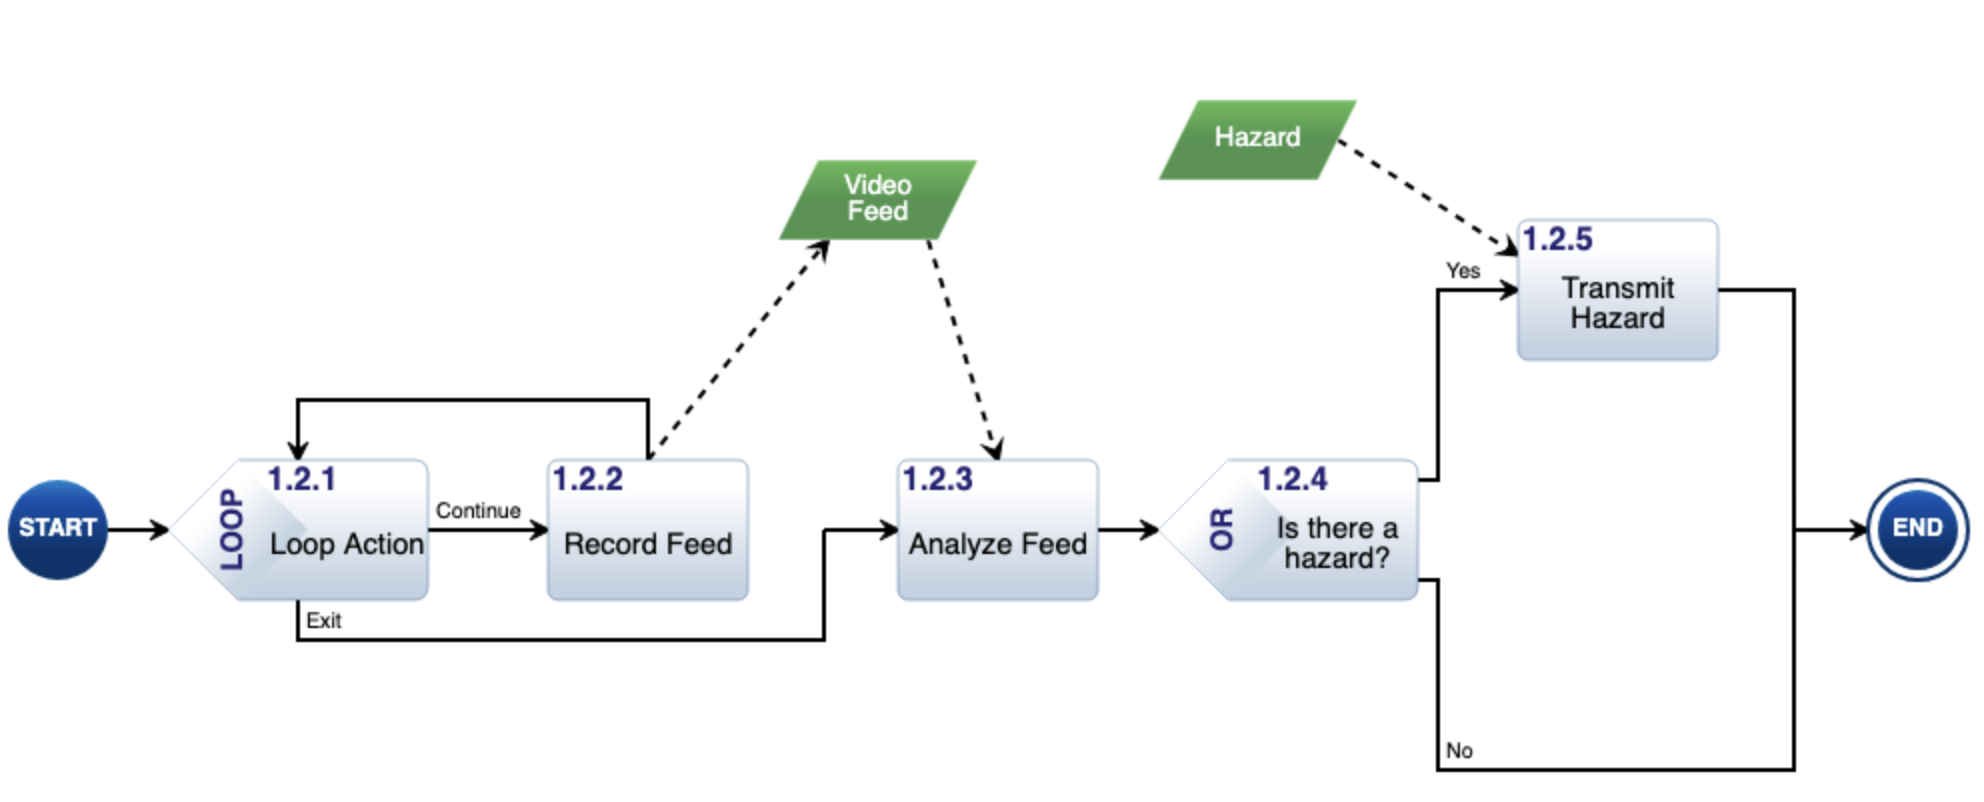 Hazard
Video
Feed
1.2.5
Transmit
Hazard
Yes
START
LOOP
1.2.1
Loop Action
Continue
1.2.2
Record Feed
Exit
1.2.3
Analyze Feed
OR
1.2.4
Is there a
hazard?
No
END